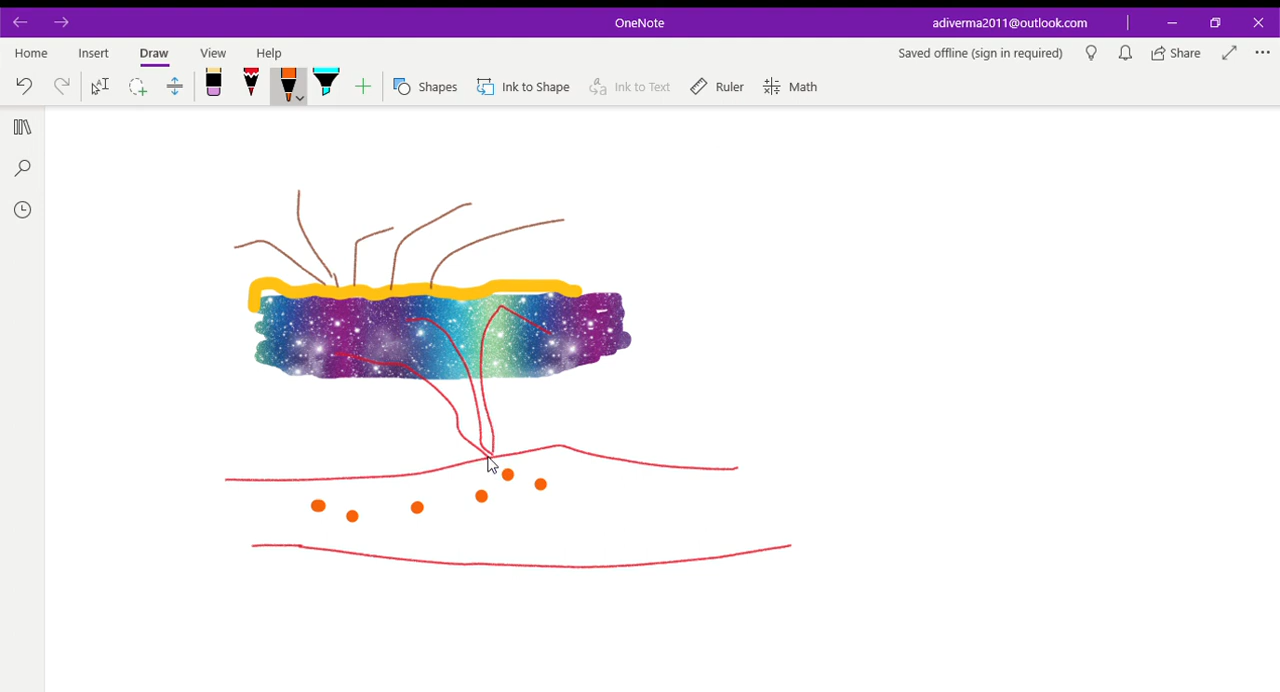 OneNote
adiverma2011@outlook.com
Home Insert Draw View Help
Saved offline (sign in required) Share
Shapes Ink to Shape Ink to Text Ruler Math